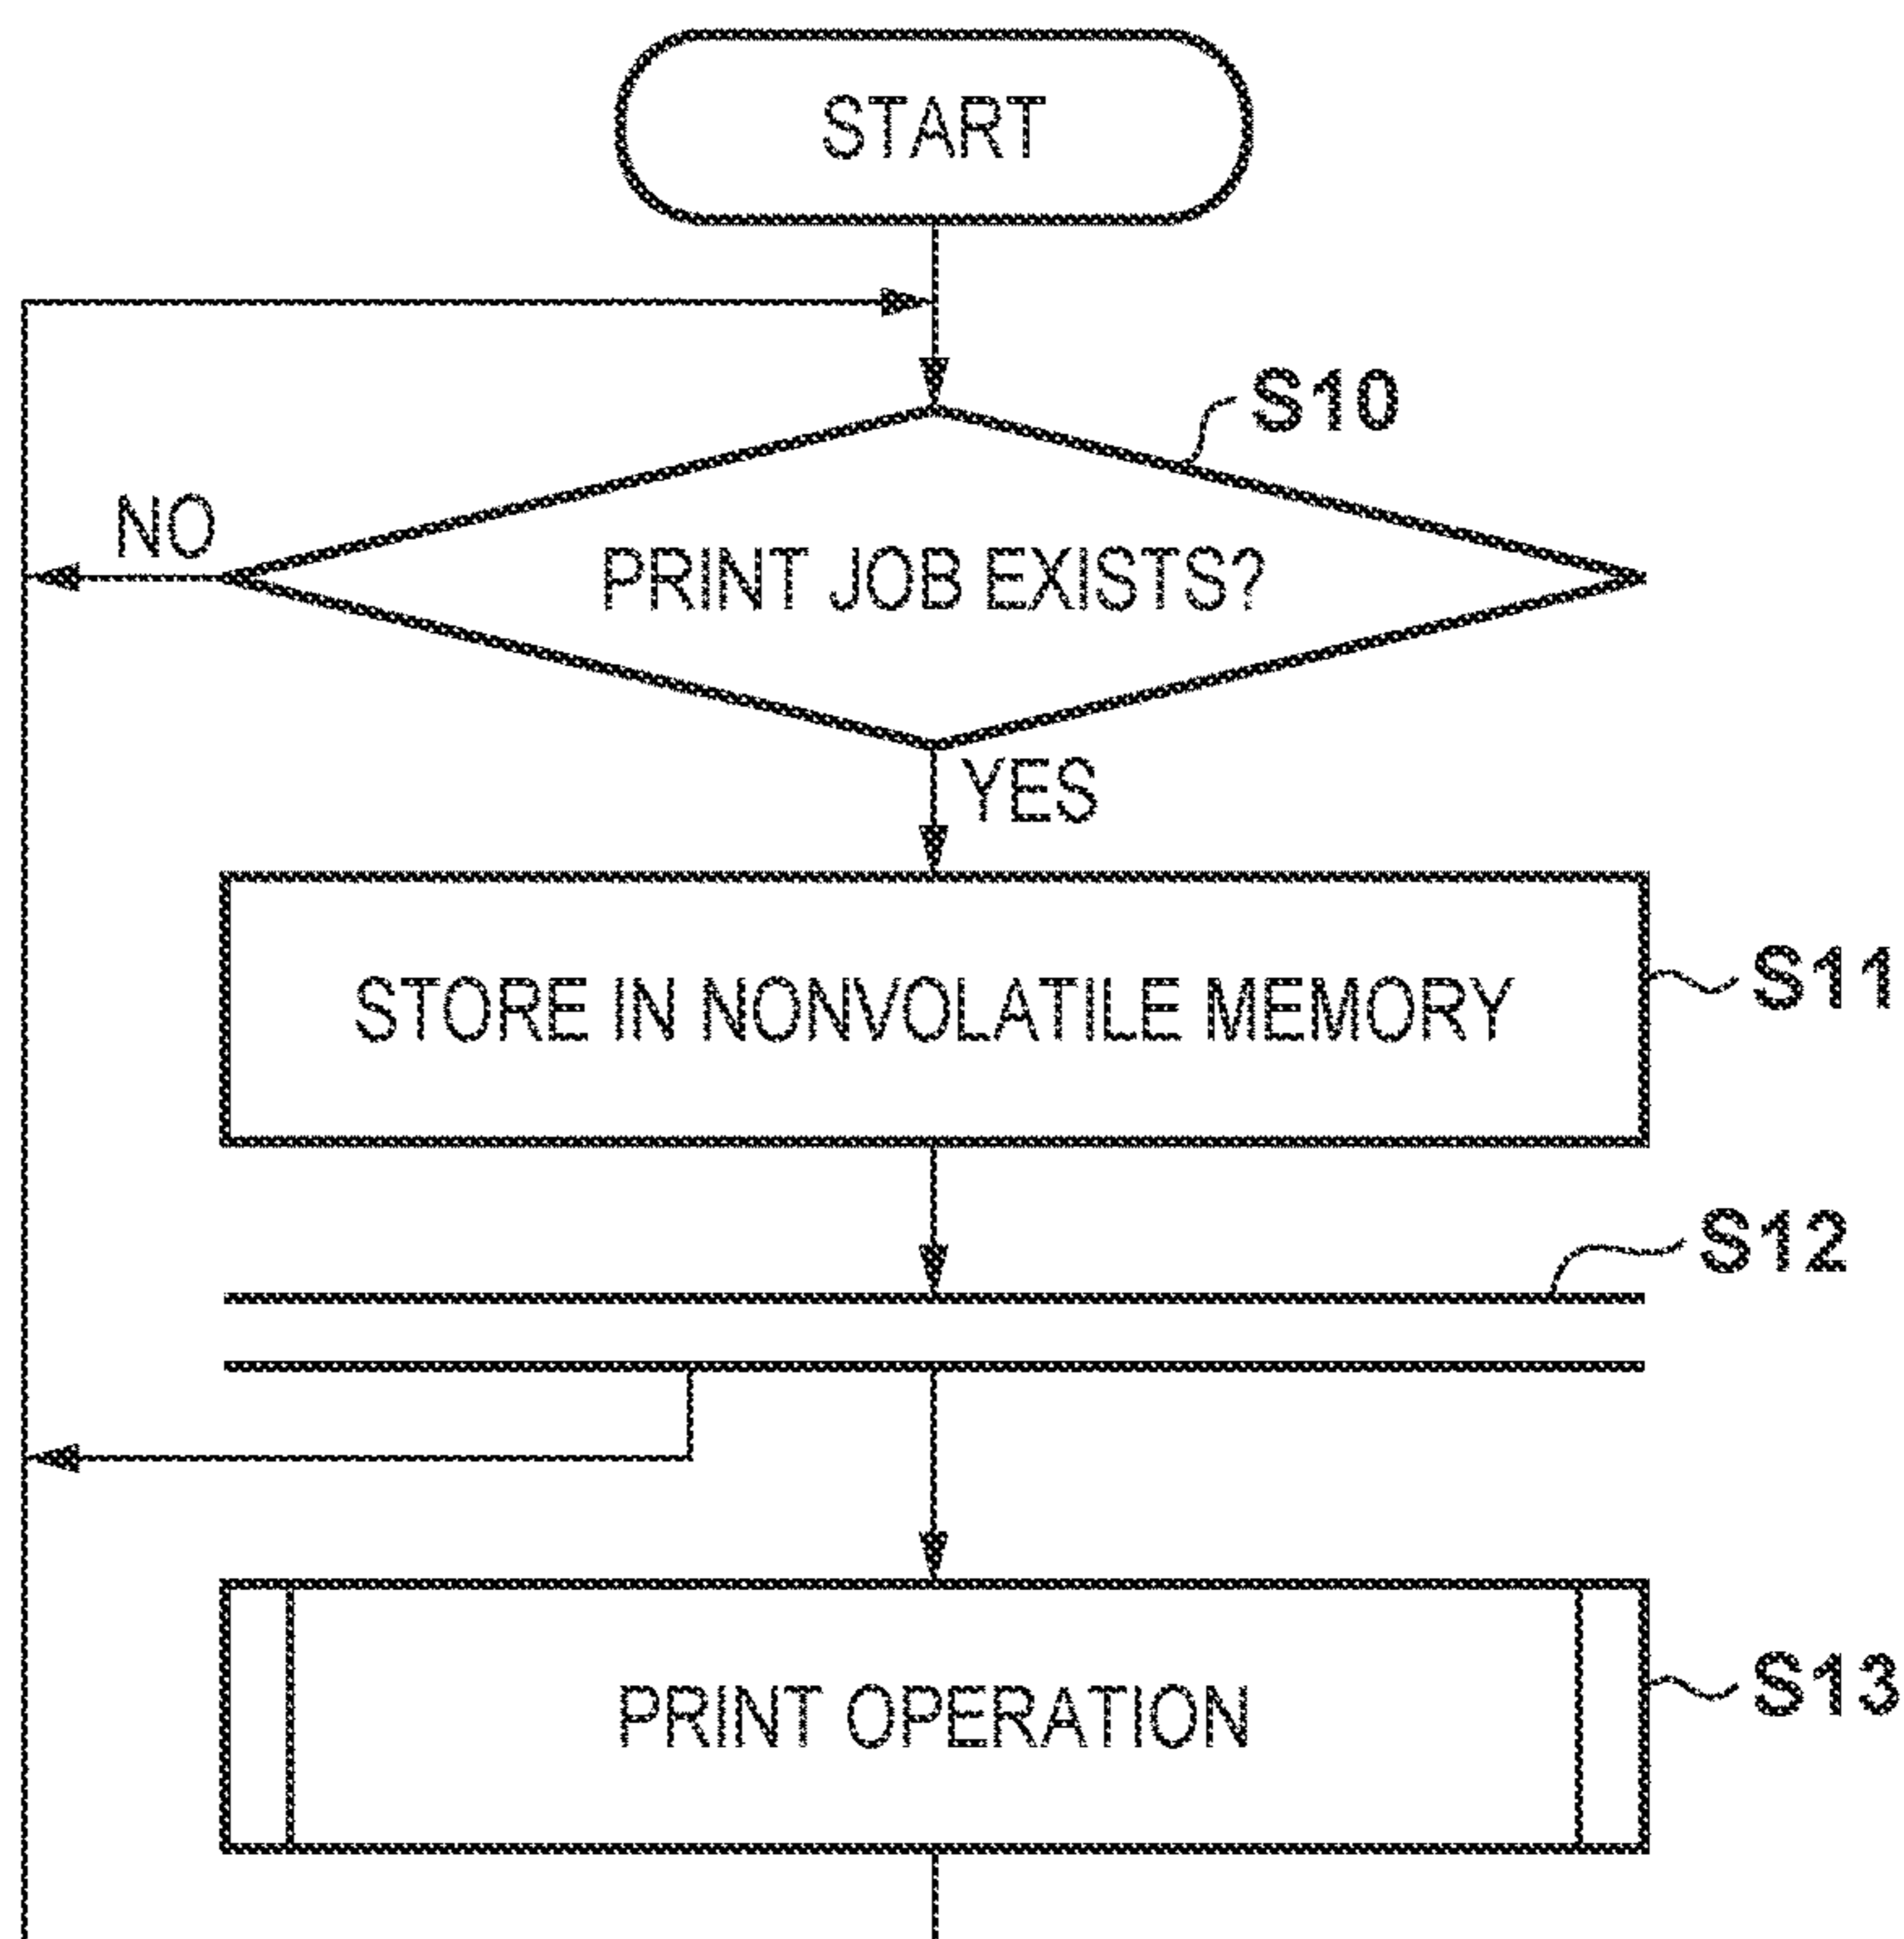 START
S10
NO
PRINT JOB EXISTS?
YES
STORE IN NONVOLATILE MEMORY
S11
S12
PRINT OPERATION
S13